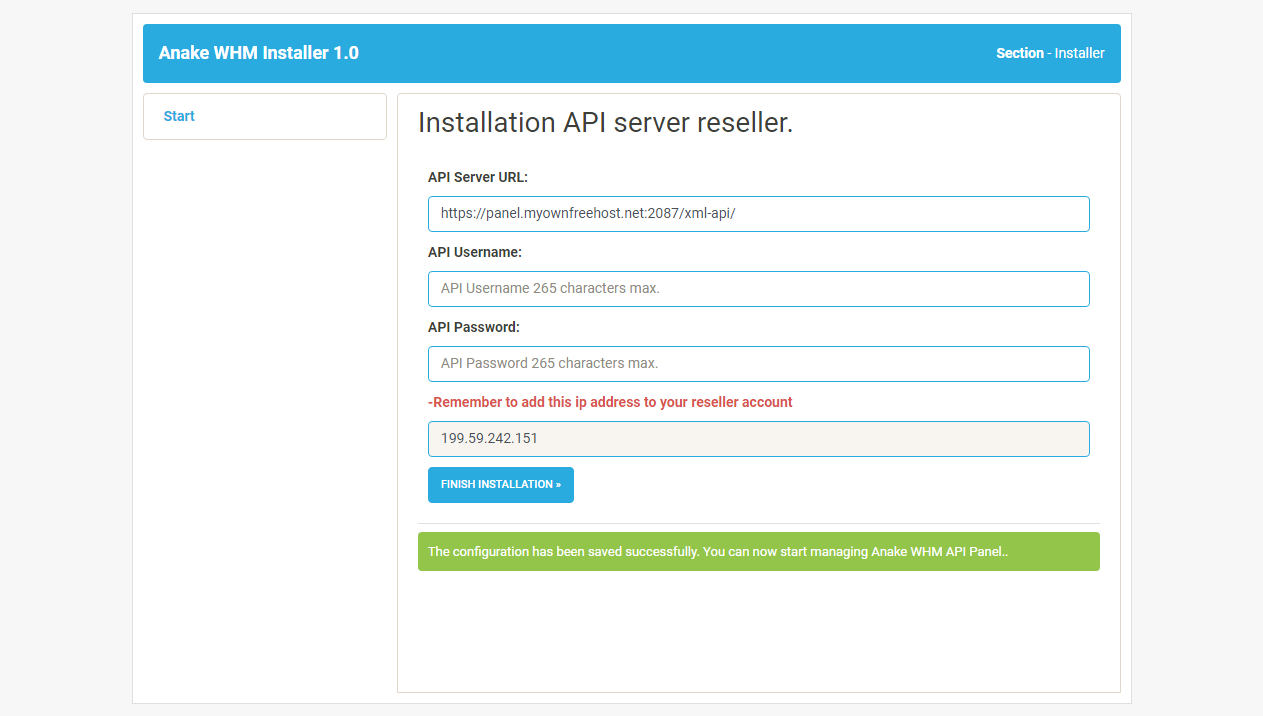 Anake WHM Installer 1.0
Section - Installer
Start
Installation API server reseller.
API Server URL:
https://panel.myownfreehost.net:2087/xml-api/
API Username:
API Username 265 characters max.
API Password:
API Password 265 characters max.
-Remember to add this ip address to your reseller account
199.59.242.151
FINISH INSTALLATION »
The configuration has been saved successfully. You can now start managing Anake WHM API Panel..